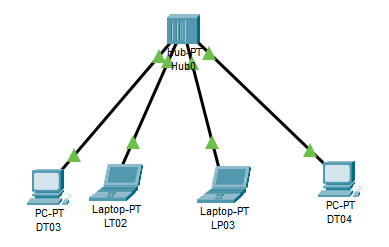 Hub-PT
Hub0
PC-PT
DT03
Laptop-PT
LT02
Laptop-PT
LP03
PC-PT
DT04